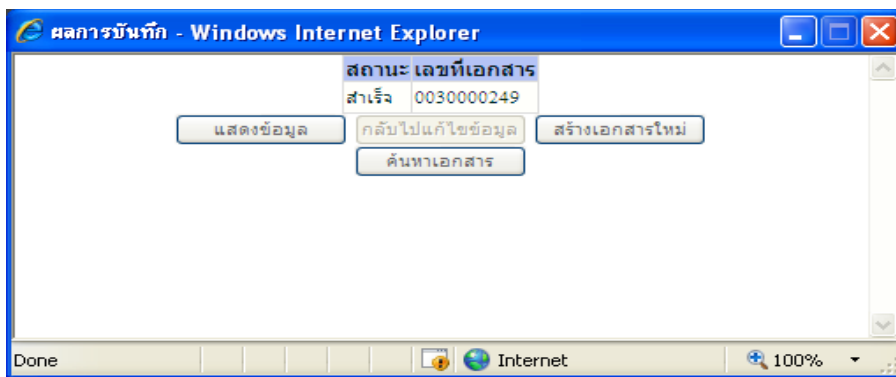 ผลการบันทึก - Windows Internet Explorer
สถานะ เลขที่เอกสาร
สำเร็จ 0030000249
แสดงข้อมูล กลับไปแก้ไขข้อมูล สร้างเอกสารใหม่
ค้นหาเอกสาร
Done Internet 100%